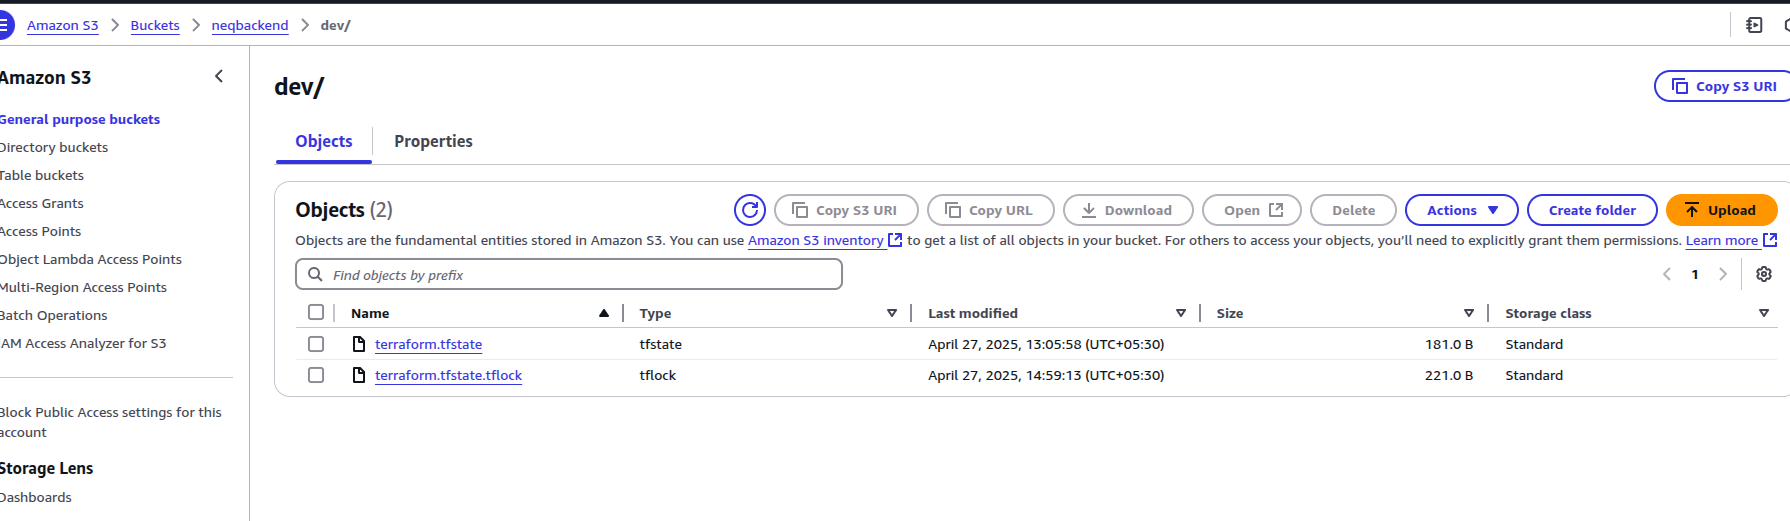 Amazon S3 > Buckets > neqbackend > dev/
Amazon S3
General purpose buckets
Directory buckets
Table buckets
Access Grants
Access Points
Object Lambda Access Points
Multi-Region Access Points
Batch Operations
IAM Access Analyzer for S3
Block Public Access settings for this
account
Storage Lens
Dashboards
dev/
Copy S3 URI
Objects Properties
Objects (2)
Copy S3 URI Copy URL Download Open Delete Actions Create folder Upload
Objects are the fundamental entities stored in Amazon S3. You can use Amazon S3 inventory to get a list of all objects in your bucket. For others to access your objects, you'll need to explicitly grant them permissions. Learn more
Find objects by prefix
1
Name Type Last modified Size Storage class
terraform.tfstate tfstate April 27, 2025, 13:05:58 (UTC+05:30) 181.0 B Standard
terraform.tfstate.tflock tflock April 27, 2025, 14:59:13 (UTC+05:30) 221.0 B Standard